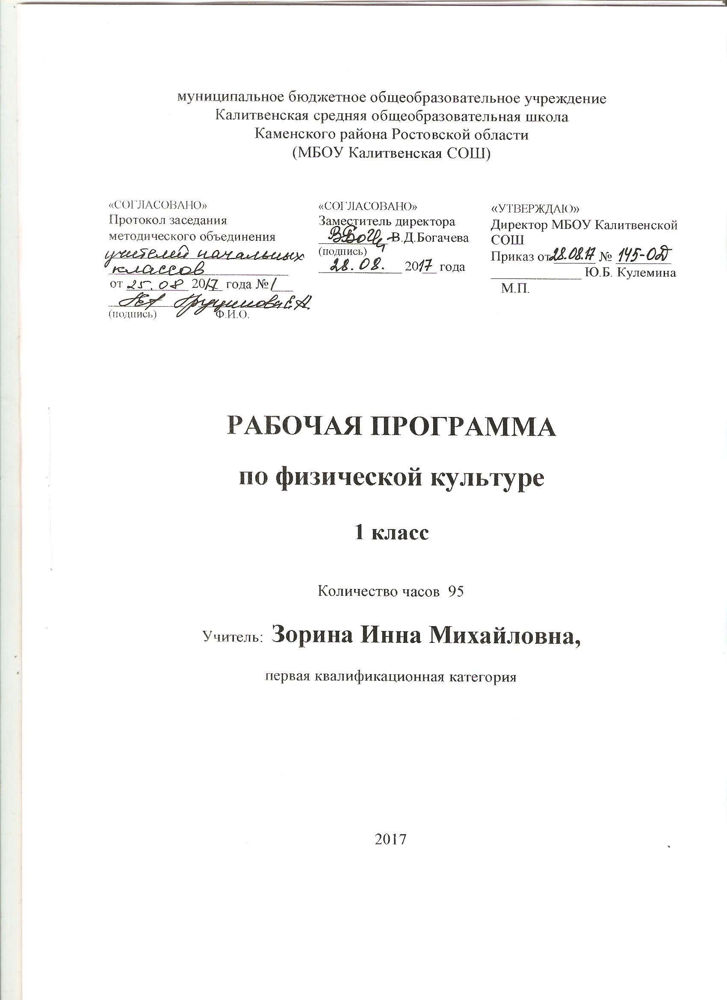 муниципальное бюджетное общеобразовательное учреждение
Калитвенская средняя общеобразовательная школа
Каменского района Ростовской области
(МБОУ Калитвенская СОШ)
«СОГЛАСОВАНО»
Протокол заседания
методического объединения
учителей начальных
классов
от 25.08 2017 года №1
Е.А.
(подпись) Ф.И.О.
«СОГЛАСОВАНО»
Заместитель директора
В.Д.Богачева
(подпись)
28.08. 2017 года
«УТВЕРЖДАЮ»
Директор МБОУ Калитвенской
СОШ
Приказ от 28.08.17 № 145-ОД
Ю.Б. Кулемина
М.П.
РАБОЧАЯ ПРОГРАММА
по физической культуре
1 класс
Количество часов 95
Учитель: Зорина Инна Михайловна,
первая квалификационная категория
2017